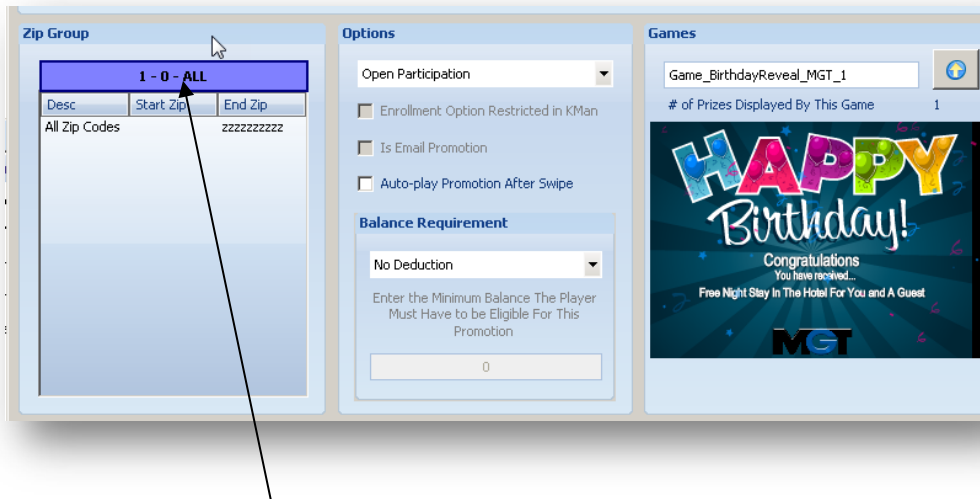 Zip Group
1 - 0 - ALL
Desc Start Zip End Zip
All Zip Codes zzzzzzzzzz
Options
Open Participation
Enrollment Option Restricted in KMan
Is Email Promotion
Auto-play Promotion After Swipe
Balance Requirement
No Deduction
Enter the Minimum Balance The Player
Must Have to be Eligible For This
Promotion
0
Games
Game_BirthdayReveal_MGT_1
# of Prizes Displayed By This Game 1
HAPPY
Birthday!
Congratulations
You have received...
Free Night Stay In The Hotel For You and A Guest
MGT